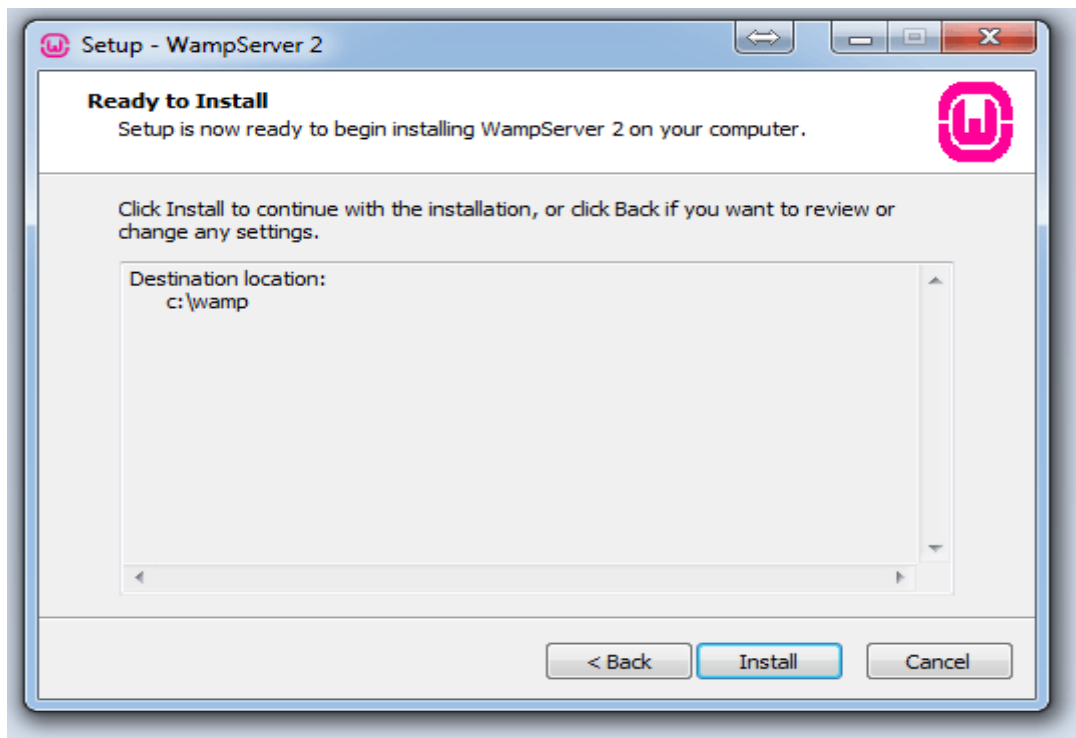 Setup - WampServer 2
Ready to Install
Setup is now ready to begin installing WampServer 2 on your computer.
Click Install to continue with the installation, or click Back if you want to review or
change any settings.
Destination location:
c:\wamp
< Back
Install
Cancel